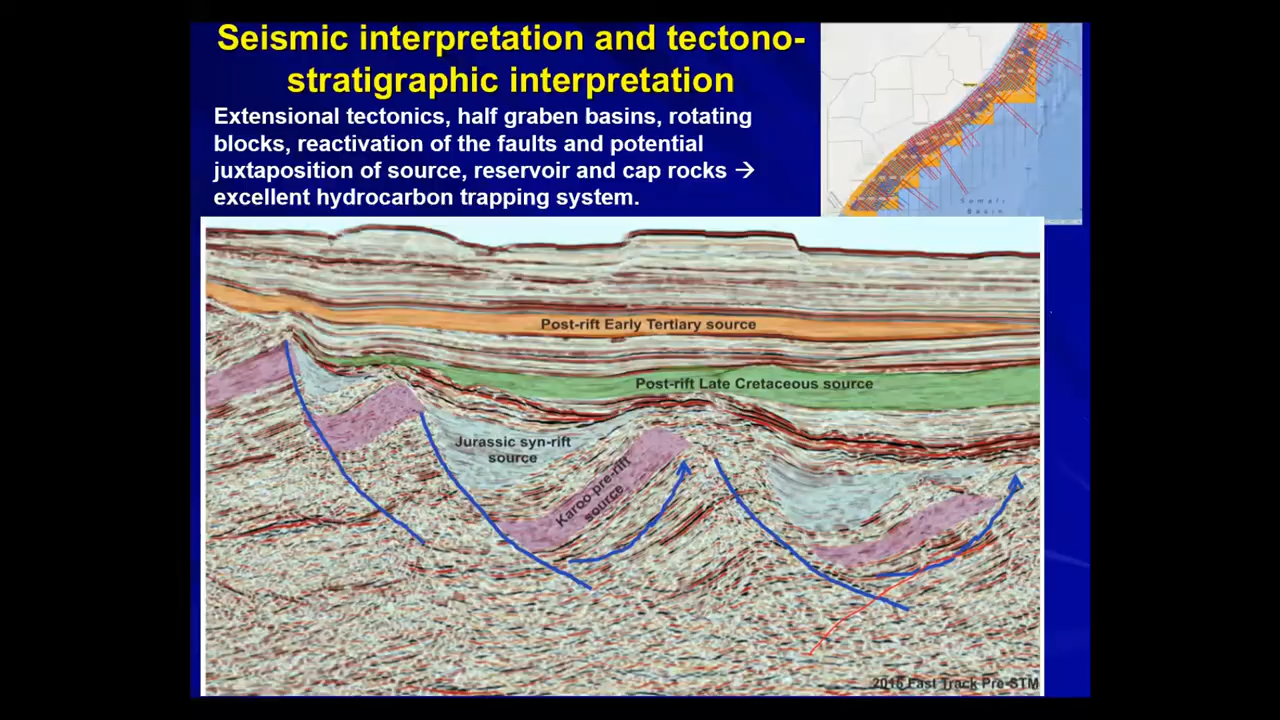 Seismic interpretation and tectono-
stratigraphic interpretation
Extensional tectonics, half graben basins, rotating
blocks, reactivation of the faults and potential
juxtaposition of source, reservoir and cap rocks →
excellent hydrocarbon trapping system.
Somali
Basin
Post-rift Early Tertiary source
Post-rift Late Cretaceous source
Jurassic syn-rift
source
Karoo pre-rift
source
Fast Track Pre-STM